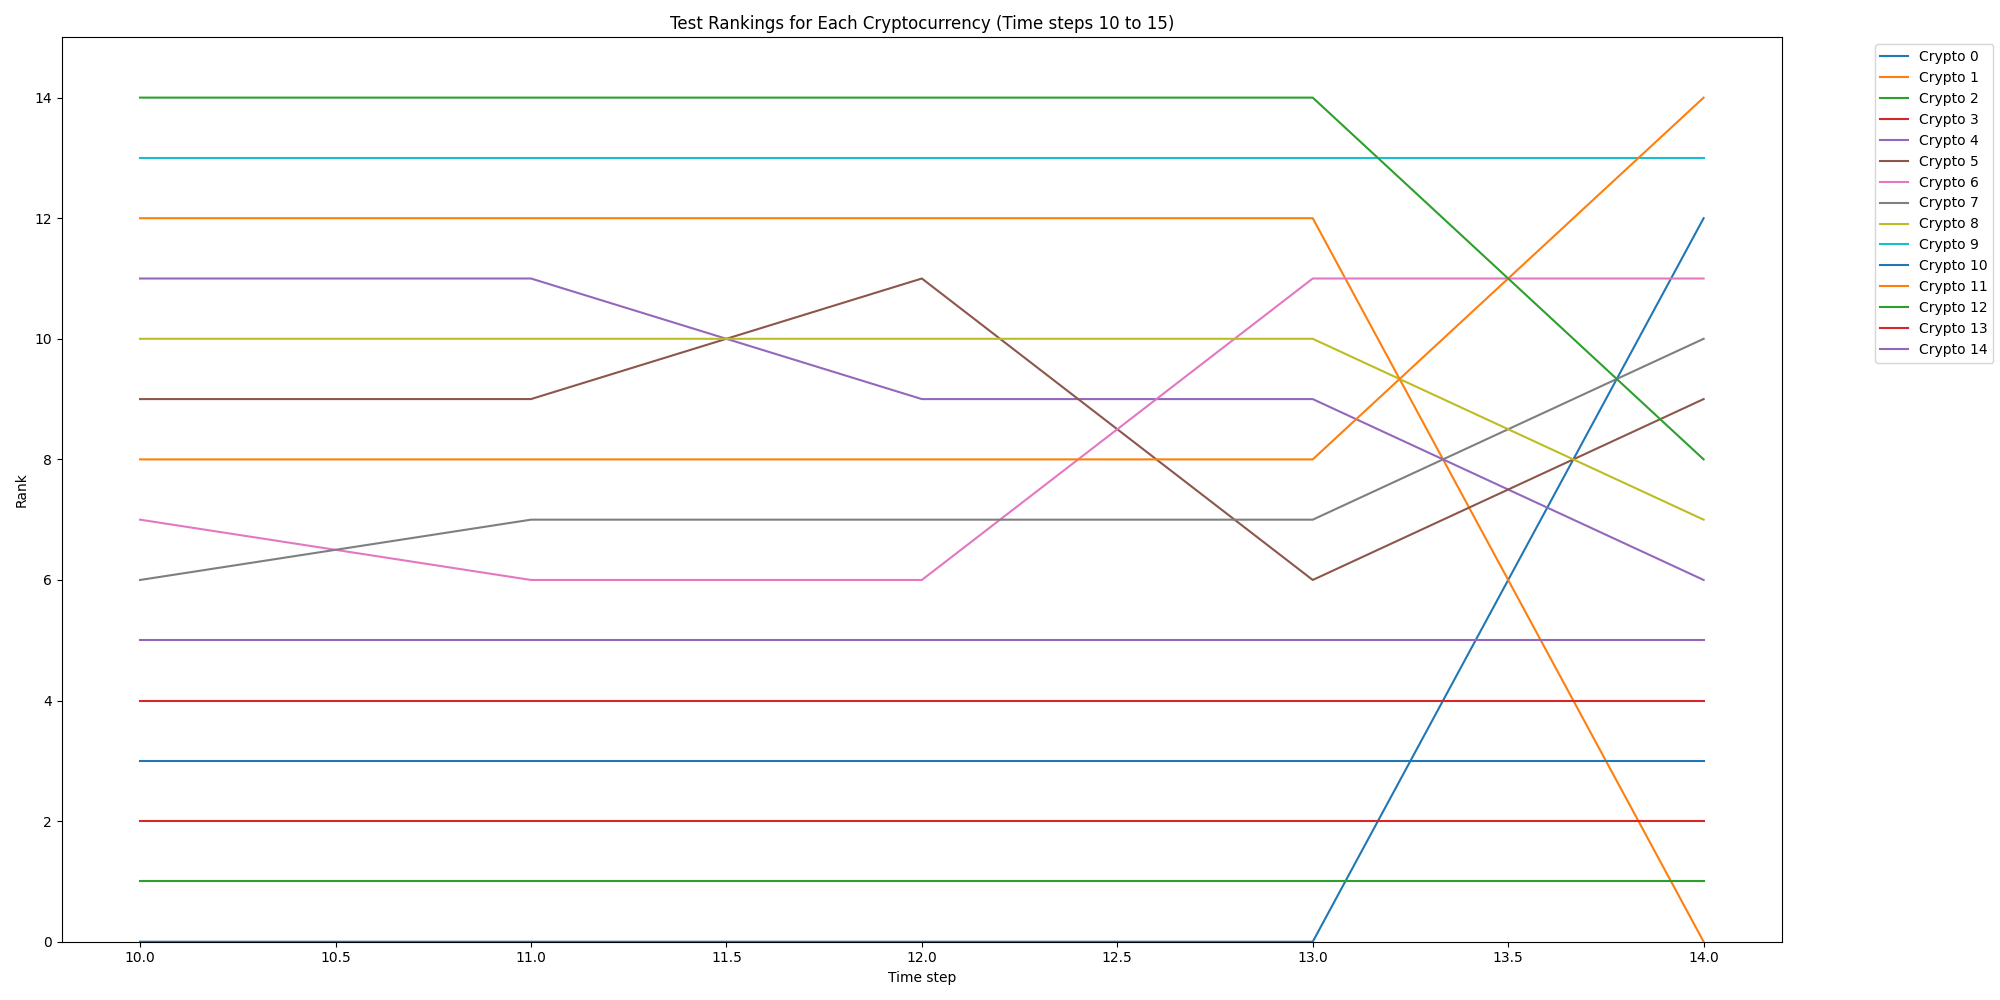 Test Rankings for Each Cryptocurrency (Time steps 10 to 15)
14
12
10
8
6
4
2
0
Rank
10.0
10.5
11.0
11.5
12.0
12.5
13.0
13.5
14.0
Time step
Crypto 0
Crypto 1
Crypto 2
Crypto 3
Crypto 4
Crypto 5
Crypto 6
Crypto 7
Crypto 8
Crypto 9
Crypto 10
Crypto 11
Crypto 12
Crypto 13
Crypto 14